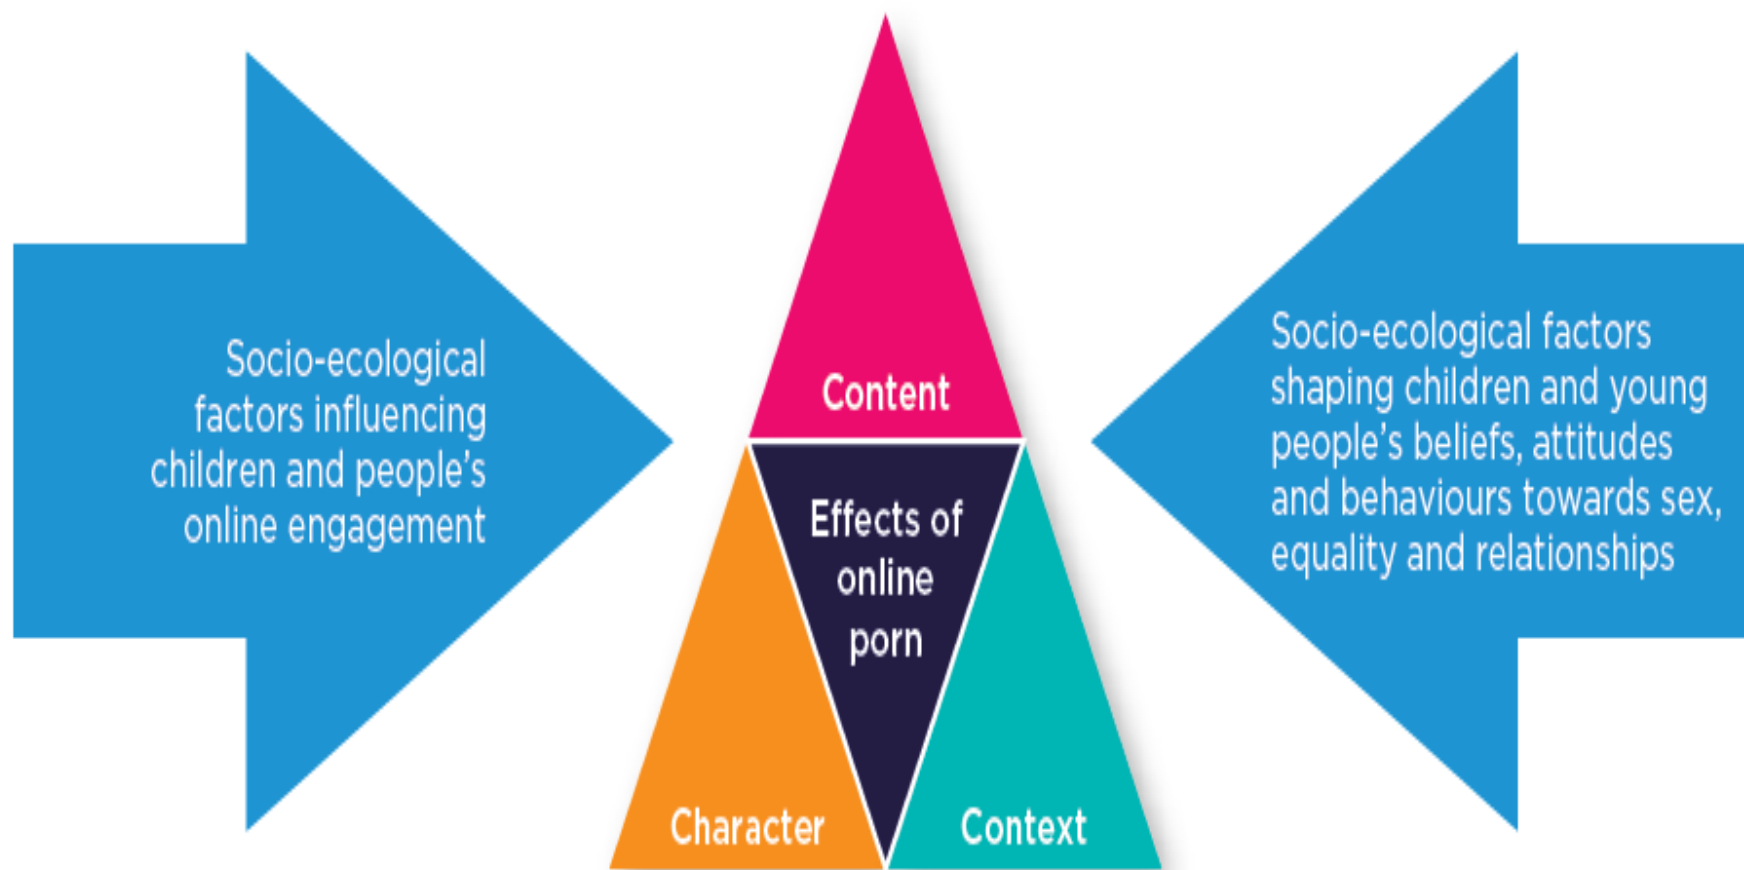 Socio-ecological
factors influencing
children and people's
online engagement
Content
Effects of
online
porn
Character
Context
Socio-ecological factors
shaping children and young
people's beliefs, attitudes
and behaviours towards sex,
equality and relationships